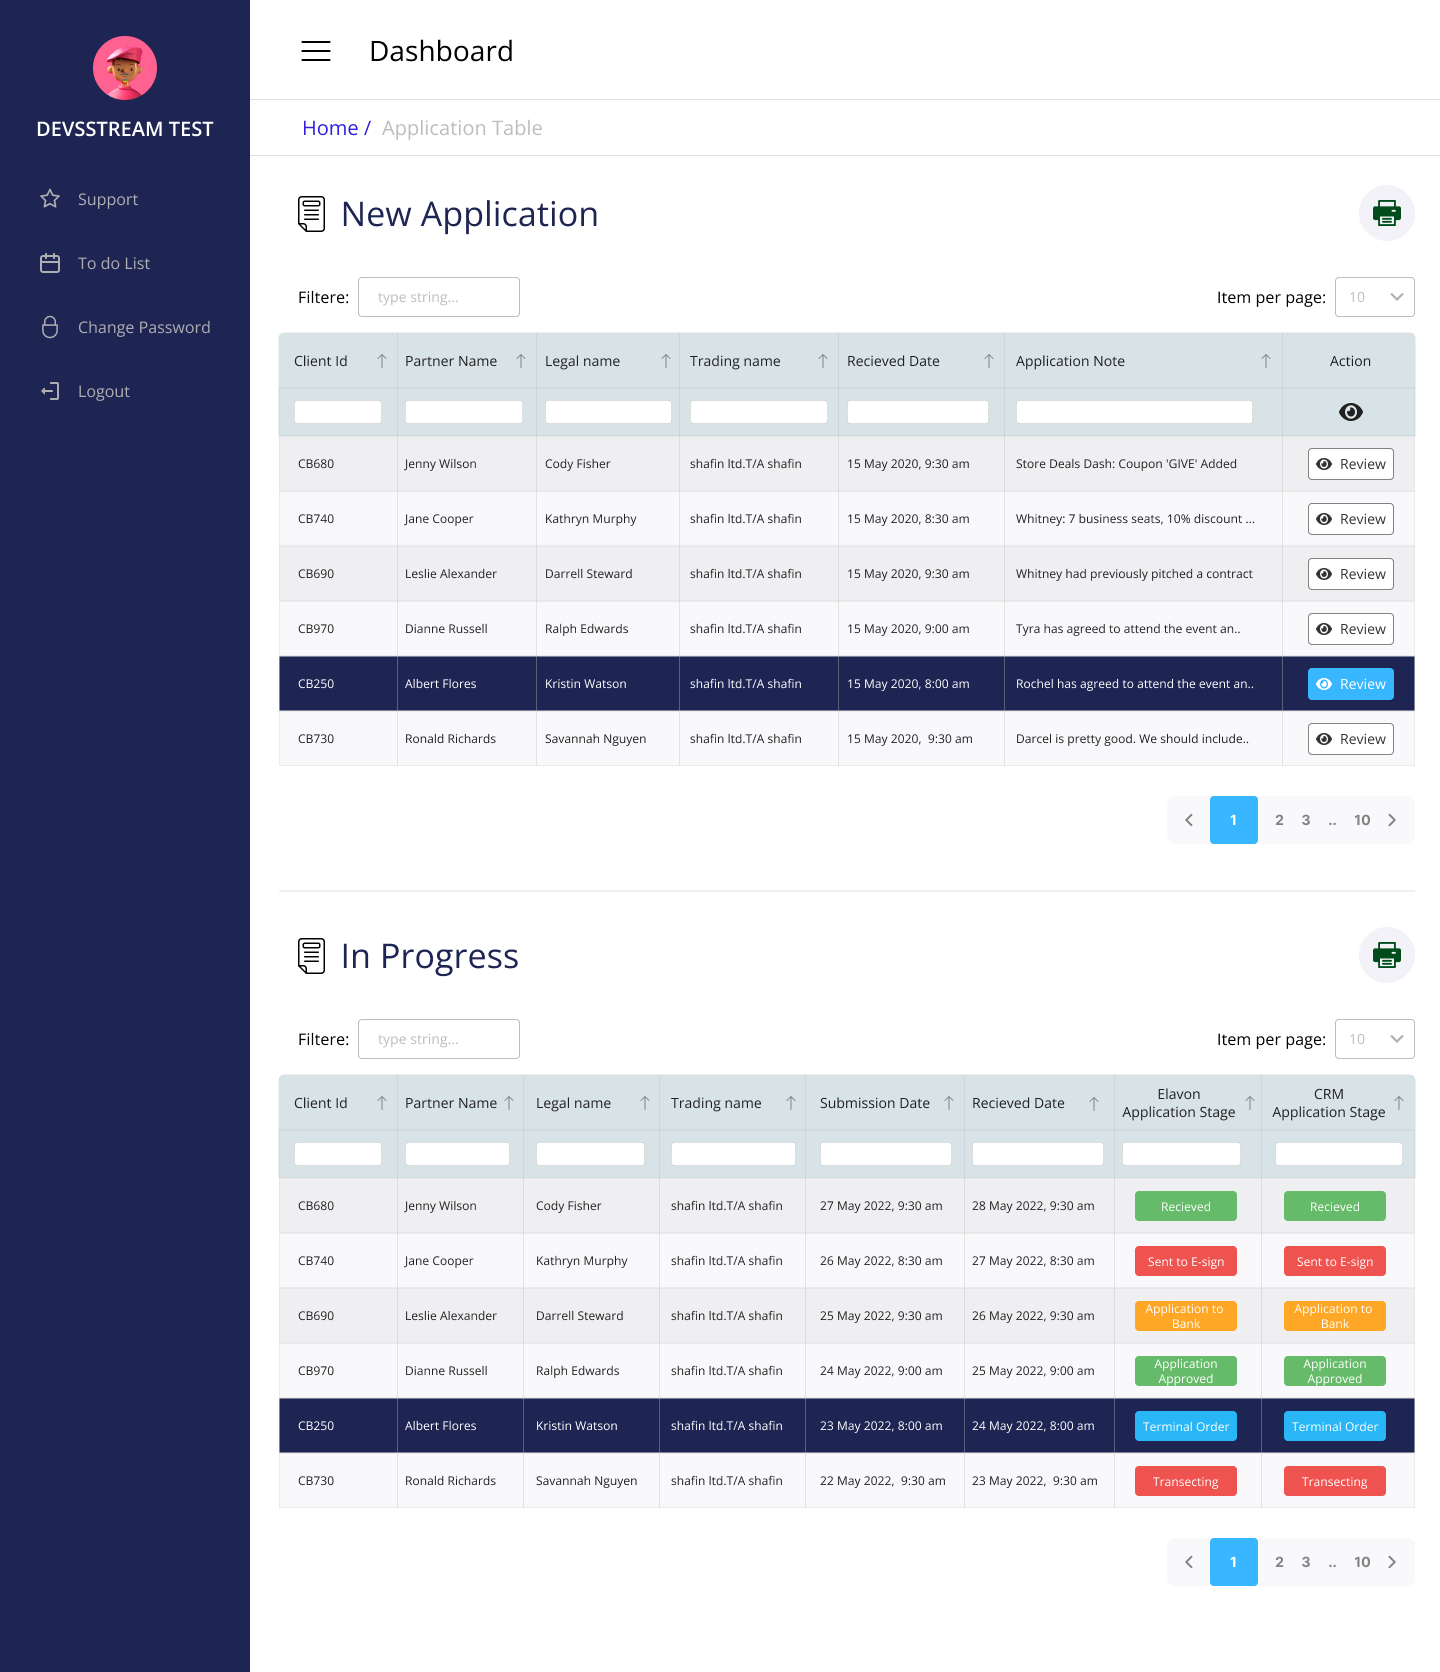 DEVSSTREAM TEST
Support
To do List
Change Password
Logout
Dashboard
Home / Application Table
New Application
Filtere: type string... Item per page: 10
Client Id Partner Name Legal name Trading name Recieved Date Application Note Action
CB680 Jenny Wilson Cody Fisher shafin ltd.T/A shafin 15 May 2020, 9:30 am Store Deals Dash: Coupon 'GIVE' Added Review
CB740 Jane Cooper Kathryn Murphy shafin ltd.T/A shafin 15 May 2020, 8:30 am Whitney: 7 business seats, 10% discount ... Review
CB690 Leslie Alexander Darrell Steward shafin ltd.T/A shafin 15 May 2020, 9:30 am Whitney had previously pitched a contract Review
CB970 Dianne Russell Ralph Edwards shafin ltd.T/A shafin 15 May 2020, 9:00 am Tyra has agreed to attend the event an.. Review
CB250 Albert Flores Kristin Watson shafin ltd.T/A shafin 15 May 2020, 8:00 am Rochel has agreed to attend the event an.. Review
CB730 Ronald Richards Savannah Nguyen shafin ltd.T/A shafin 15 May 2020, 9:30 am Darcel is pretty good. We should include.. Review
1 2 3 .. 10
In Progress
Filtere: type string... Item per page: 10
Client Id Partner Name Legal name Trading name Submission Date Recieved Date Elavon Application Stage CRM Application Stage
CB680 Jenny Wilson Cody Fisher shafin ltd.T/A shafin 27 May 2022, 9:30 am 28 May 2022, 9:30 am Recieved Recieved
CB740 Jane Cooper Kathryn Murphy shafin ltd.T/A shafin 26 May 2022, 8:30 am 27 May 2022, 8:30 am Sent to E-sign Sent to E-sign
CB690 Leslie Alexander Darrell Steward shafin ltd.T/A shafin 25 May 2022, 9:30 am 26 May 2022, 9:30 am Application to Bank Application to Bank
CB970 Dianne Russell Ralph Edwards shafin ltd.T/A shafin 24 May 2022, 9:00 am 25 May 2022, 9:00 am Application Approved Application Approved
CB250 Albert Flores Kristin Watson shafin ltd.T/A shafin 23 May 2022, 8:00 am 24 May 2022, 8:00 am Terminal Order Terminal Order
CB730 Ronald Richards Savannah Nguyen shafin ltd.T/A shafin 22 May 2022, 9:30 am 23 May 2022, 9:30 am Transecting Transecting
1 2 3 .. 10